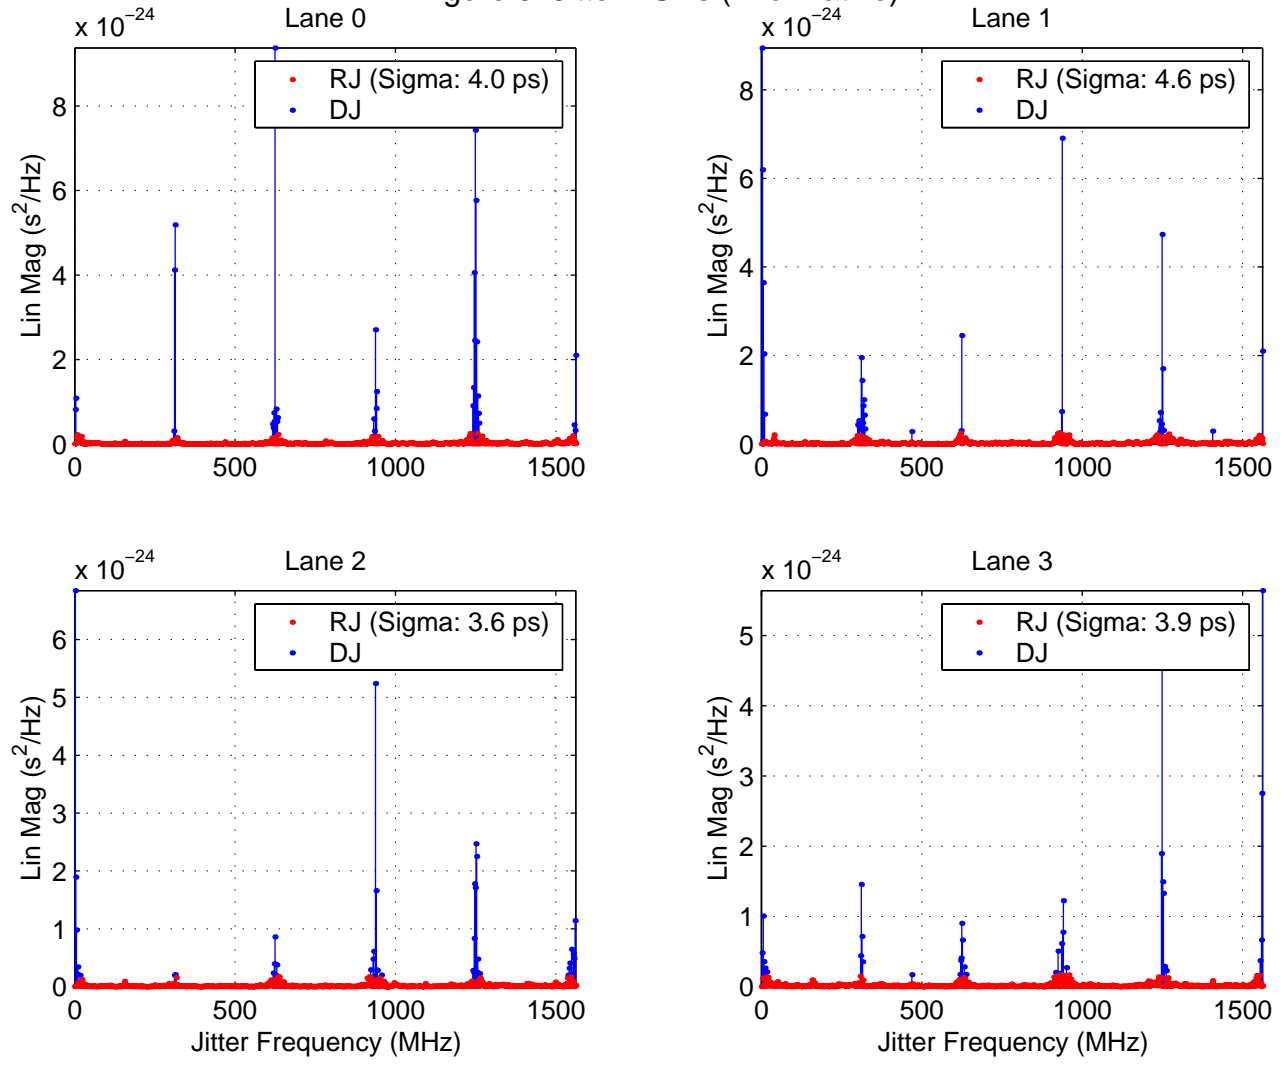 x 10−24
Lane 0
RJ (Sigma: 4.0 ps)
DJ
Lin Mag (s2/Hz)
8
6
4
2
0
0 500 1000 1500
x 10−24
Lane 1
RJ (Sigma: 4.6 ps)
DJ
Lin Mag (s2/Hz)
8
6
4
2
0
0 500 1000 1500
x 10−24
Lane 2
RJ (Sigma: 3.6 ps)
DJ
Lin Mag (s2/Hz)
6
5
4
3
2
1
0
0 500 1000 1500
Jitter Frequency (MHz)
x 10−24
Lane 3
RJ (Sigma: 3.9 ps)
DJ
Lin Mag (s2/Hz)
5
4
3
2
1
0
0 500 1000 1500
Jitter Frequency (MHz)